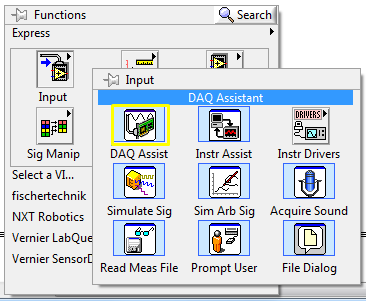 Functions
Search
Express
Input
Sig Manip
Select a VI...
fischertechnik
NXT Robotics
Vernier LabQue
Vernier SensorD
Input
DAQ Assistant
DAQ Assist
Instr Assist
DRIVERS
Instr Drivers
Simulate Sig
Sim Arb Sig
Acquire Sound
Read Meas File
Prompt User
File Dialog